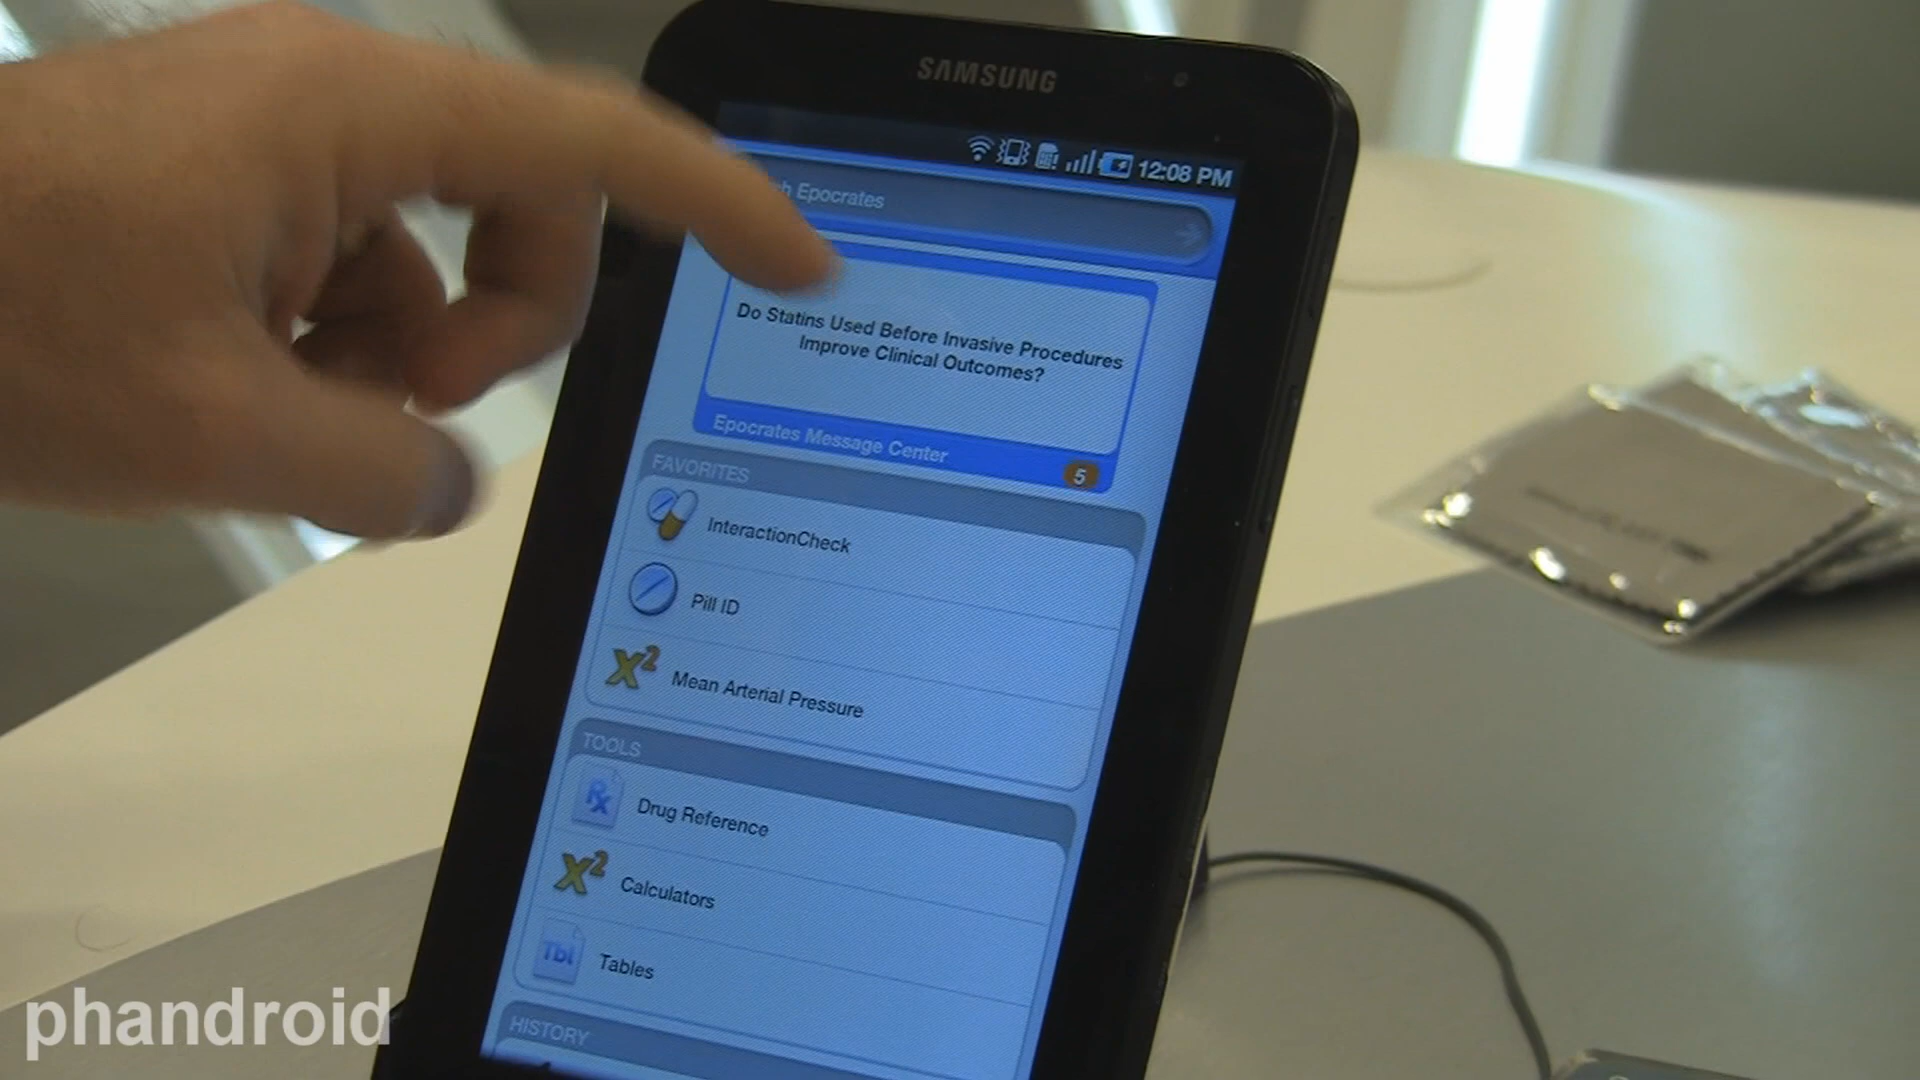 SAMSUNG
12:08 PM
Epocrates
Do Statins Used Before Invasive Procedures
Improve Clinical Outcomes?
Epocrates Message Center
5
FAVORITES
InteractionCheck
Pill ID
X2 Mean Arterial Pressure
TOOLS
Rx Drug Reference
X2 Calculators
Tbl Tables
HISTORY
phandroid